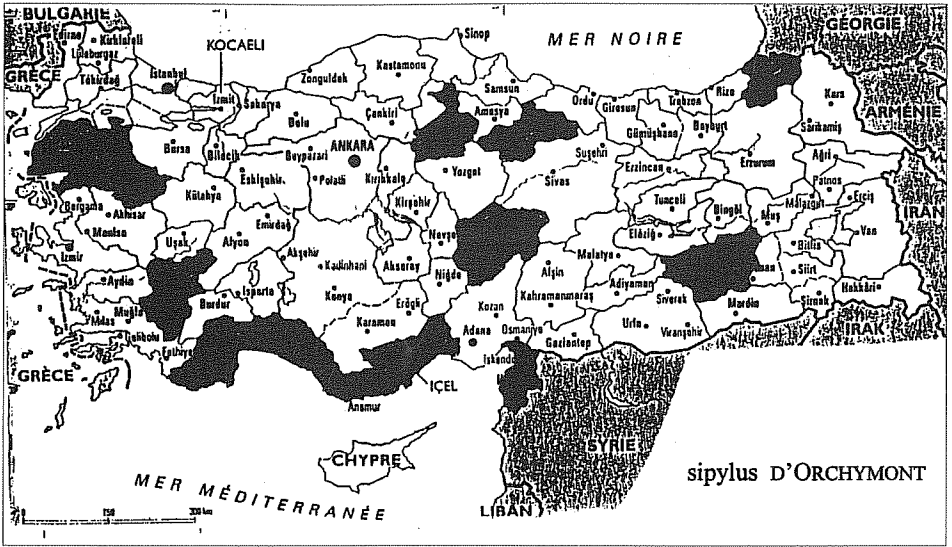 BULGARIE
Edirne
Kirklareli
Lüleburgaz
GRÈCE
Tekirdağ
İstanbul
KOCAELI
İzmit
Sakarya
Zonguldak
Kastamonu
Sinop
MER NOIRE
GÉORGIE
Samsun
Ordu
Giresun
Trabzon
Rize
Kars
ARMÉNIE
Sarikamiş
Bolu
Çankiri
Amasya
Gümüşhane
Bayburt
Bursa
Bilecik
Beypazari
ANKARA
Suşehri
Erzurum
Erzincan
Ağri
Patnos
Eskişehir
Polatli
Kirikkale
Yozgat
Sivas
Kütahya
Kirşehir
Tunceli
Bingöl
Malazgirt
Erciş
IRAN
Bergama
Akhisar
Manisa
Emirdağ
Muş
Van
Uşak
Afyon
Nevşe
Elâziğ
Bitlis
İzmir
Akşehir
Kadinhani
Aksaray
Niğde
Malatya
Afşin
Siirt
Aydin
Burdur
Isparta
Konya
Ereğli
Kozan
Kahramanmaraş
Adiyaman
Siverek
Mardin
Şirnak
Hakkâri
Milas
Muğla
Karaman
Adana
Osmaniye
Gaziantep
Urfa
Viranşehir
IRAK
Fethiye
İskende
GRÈCE
IÇEL
Anamur
SYRIE
CHYPRE
sipylus D'ORCHYMONT
MER MÉDITERRANÉE
LIBAN